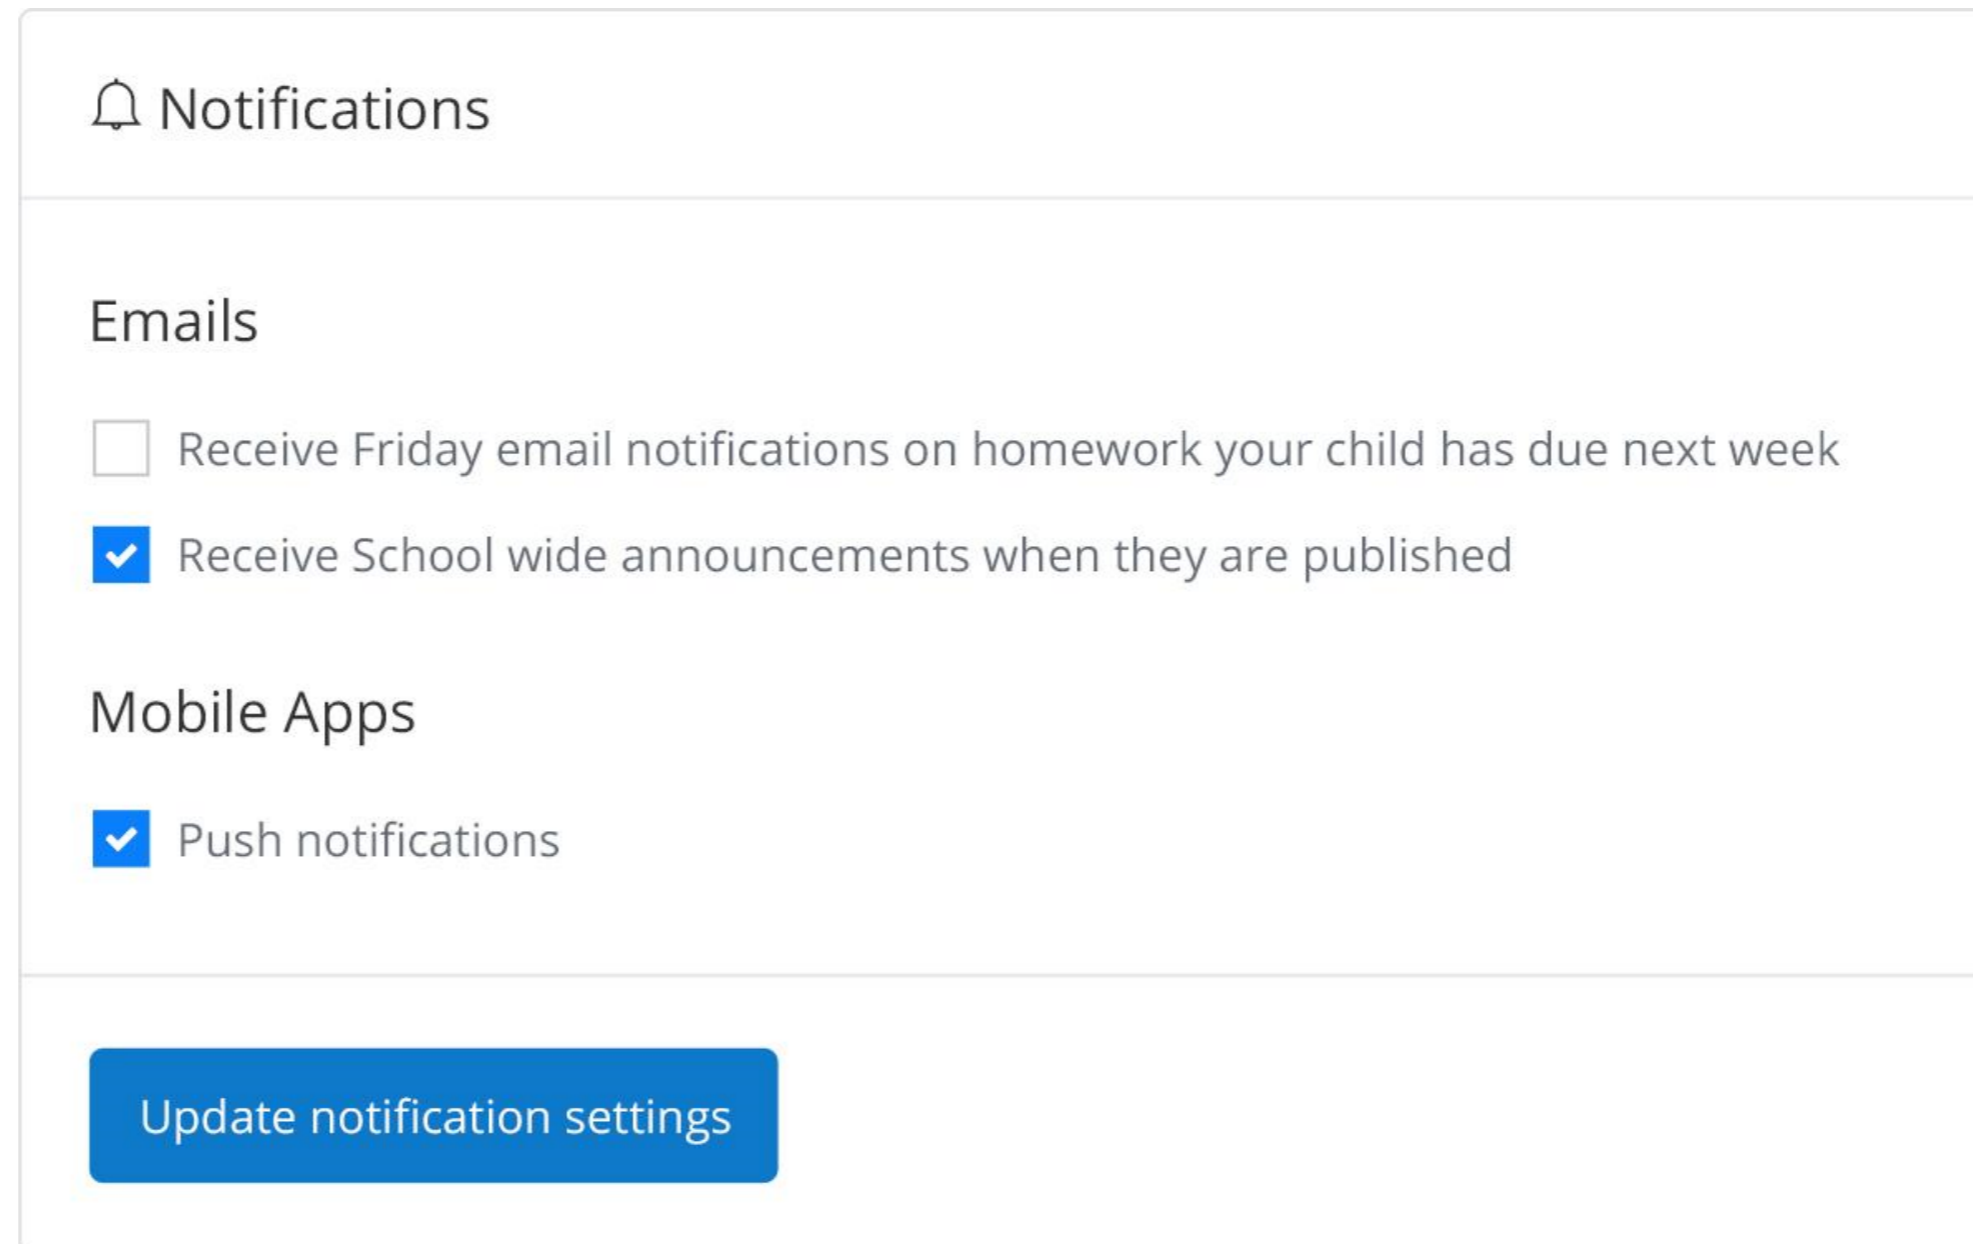 Notifications
Emails
Receive Friday email notifications on homework your child has due next week
Receive School wide announcements when they are published
Mobile Apps
Push notifications
Update notification settings